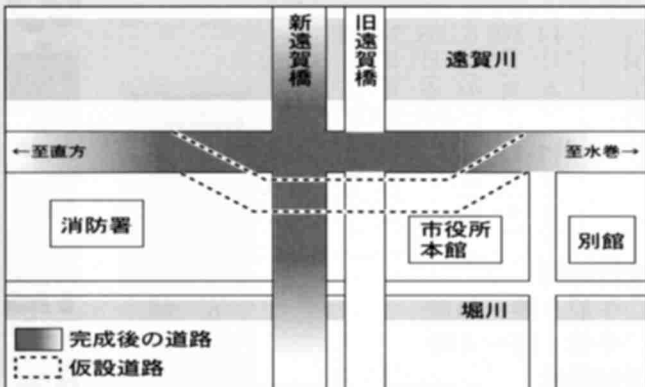 新遠賀橋
旧遠賀橋
遠賀川
←至直方
至水巻→
消防署
市役所
本館
別館
堀川
完成後の道路
仮設道路